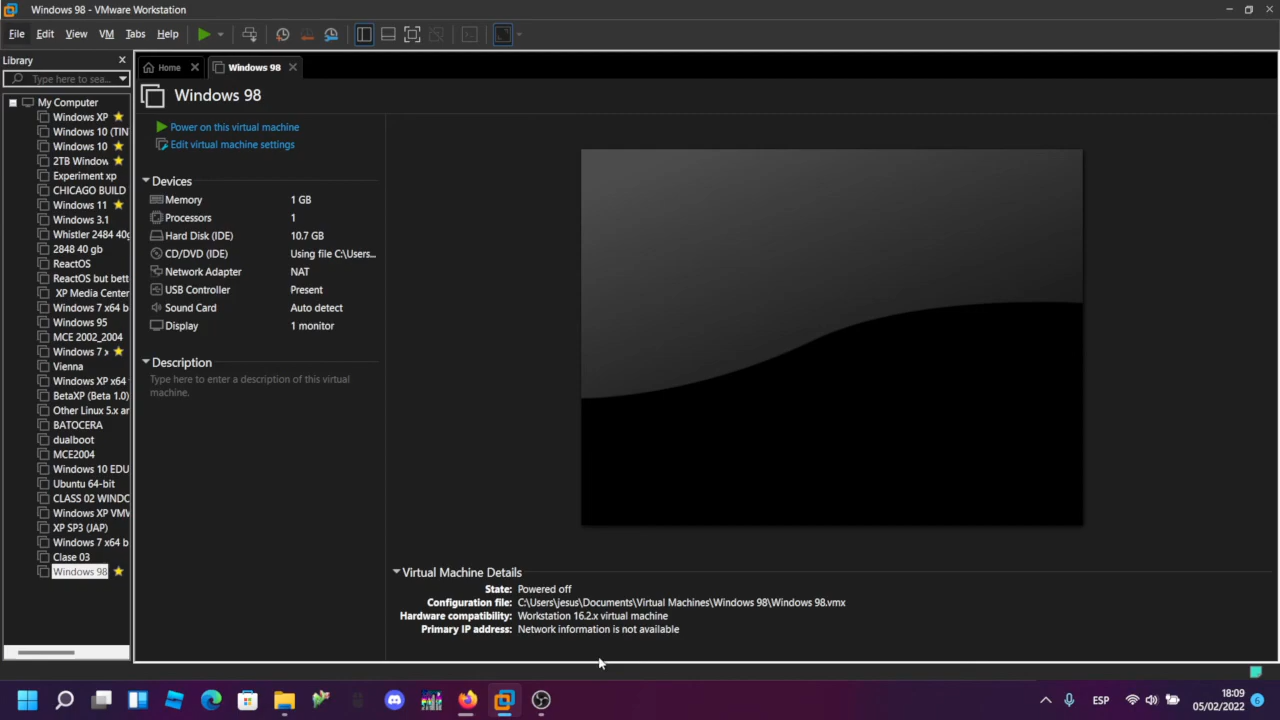 Windows 98 - VMware Workstation
File Edit View VM Tabs Help
Library
Type here to sea...
My Computer
Windows XP
Windows 10 (TIN
Windows 10
2TB Window
Experiment xp
CHICAGO BUILD
Windows 11
Windows 3.1
Whistler 2484 40g
2848 40 gb
ReactOS
ReactOS but bett
XP Media Center
Windows 7 x64 b
Windows 95
MCE 2002_2004
Windows 7 x
Vienna
Windows XP x64
BetaXP (Beta 1.0)
Other Linux 5.x ar
BATOCERA
dualboot
MCE2004
Windows 10 EDU
Ubuntu 64-bit
CLASS 02 WINDO
Windows XP VMW
XP SP3 (JAP)
Windows 7 x64 b
Clase 03
Windows 98
Home
Windows 98
Windows 98
Power on this virtual machine
Edit virtual machine settings
Devices
Memory 1 GB
Processors 1
Hard Disk (IDE) 10.7 GB
CD/DVD (IDE) Using file C:\Users...
Network Adapter NAT
USB Controller Present
Sound Card Auto detect
Display 1 monitor
Description
Type here to enter a description of this virtual
machine.
Virtual Machine Details
State: Powered off
Configuration file: C:\Users\jesus\Documents\Virtual Machines\Windows 98\Windows 98.vmx
Hardware compatibility: Workstation 16.2.x virtual machine
Primary IP address: Network information is not available
ESP
18:09
05/02/2022
6